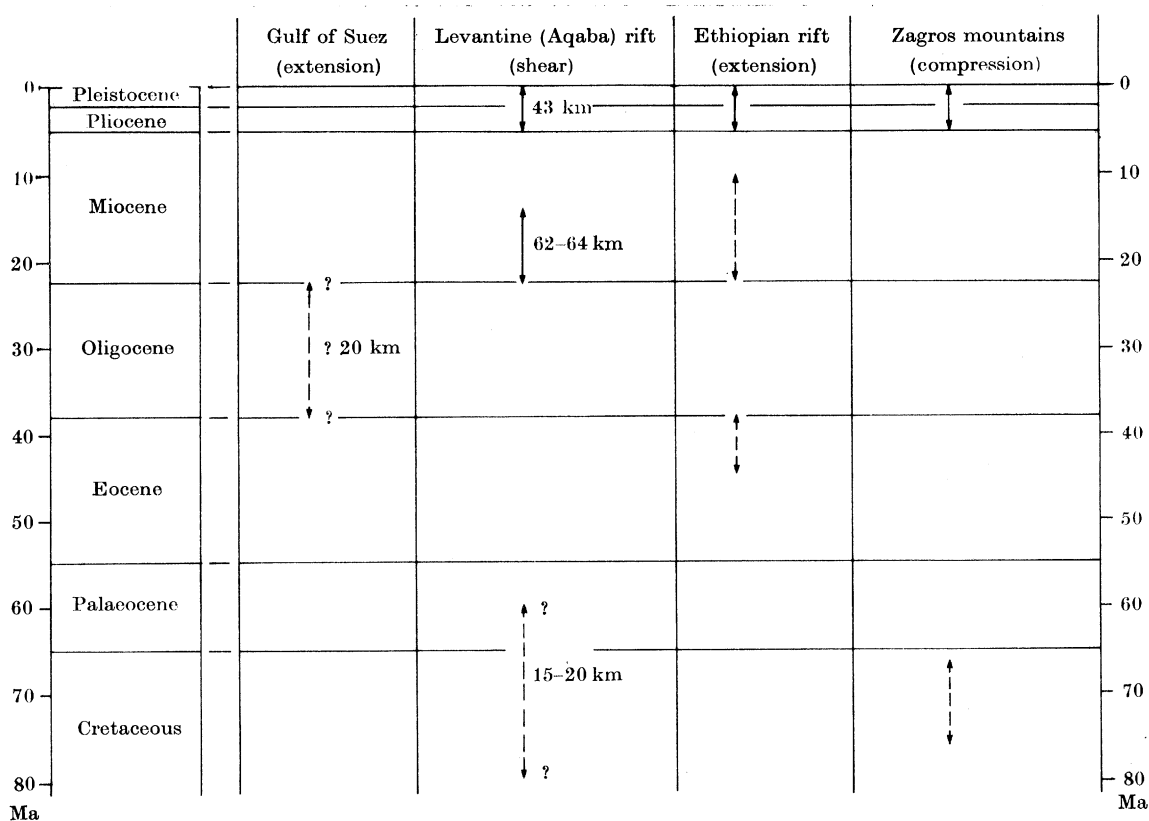 Gulf of Suez
(extension)
Levantine (Aqaba) rift
(shear)
Ethiopian rift
(extension)
Zagros mountains
(compression)
0
Pleistocene
43 km
0
Pliocene
10
10
Miocene
62–64 km
20
20
?
Oligocene
? 20 km
30
30
?
40
40
Eocene
50
50
Palaeocene
?
60
60
15–20 km
70
70
Cretaceous
?
80
80
Ma
Ma